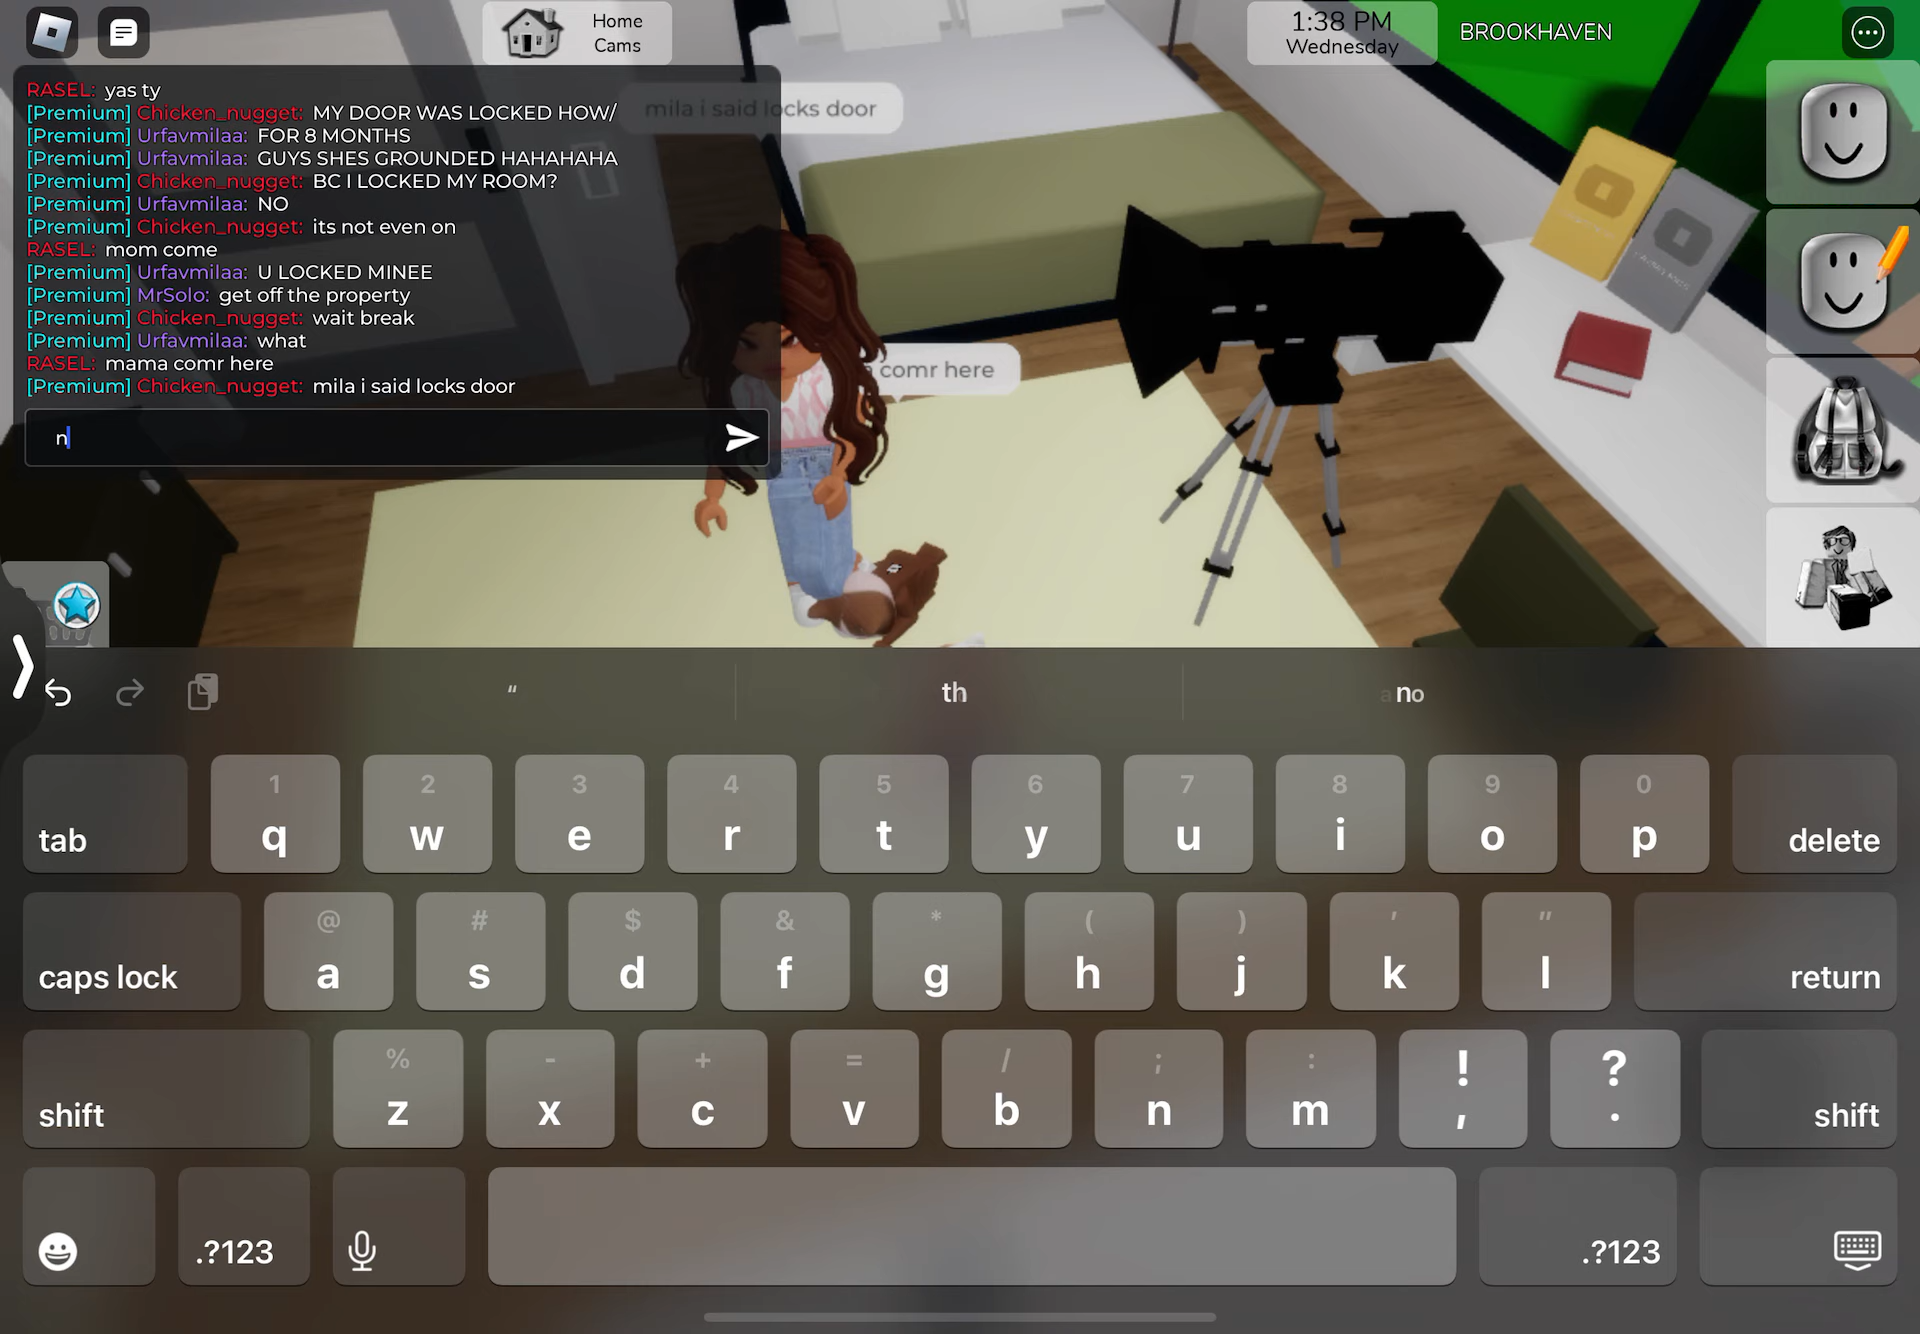 Home
Cams
1:38 PM
Wednesday
BROOKHAVEN
RASEL: yas ty
[Premium] Chicken_nugget: MY DOOR WAS LOCKED HOW/
[Premium] Urfavmilaa: FOR 8 MONTHS
[Premium] Urfavmilaa: GUYS SHES GROUNDED HAHAHAHA
[Premium] Chicken_nugget: BC I LOCKED MY ROOM?
[Premium] Urfavmilaa: NO
[Premium] Chicken_nugget: its not even on
RASEL: mom come
[Premium] Urfavmilaa: U LOCKED MINEE
[Premium] MrSolo: get off the property
[Premium] Chicken_nugget: wait break
[Premium] Urfavmilaa: what
RASEL: mama comr here
[Premium] Chicken_nugget: mila i said locks door
n
mila i said locks door
comr here
“ th no
1 2 3 4 5 6 7 8 9 0
tab q w e r t y u i o p delete
@ # $ & * ( ) ' "
caps lock a s d f g h j k l return
% - + = / ; : ! ?
shift z x c v b n m , . shift
.?123 .?123